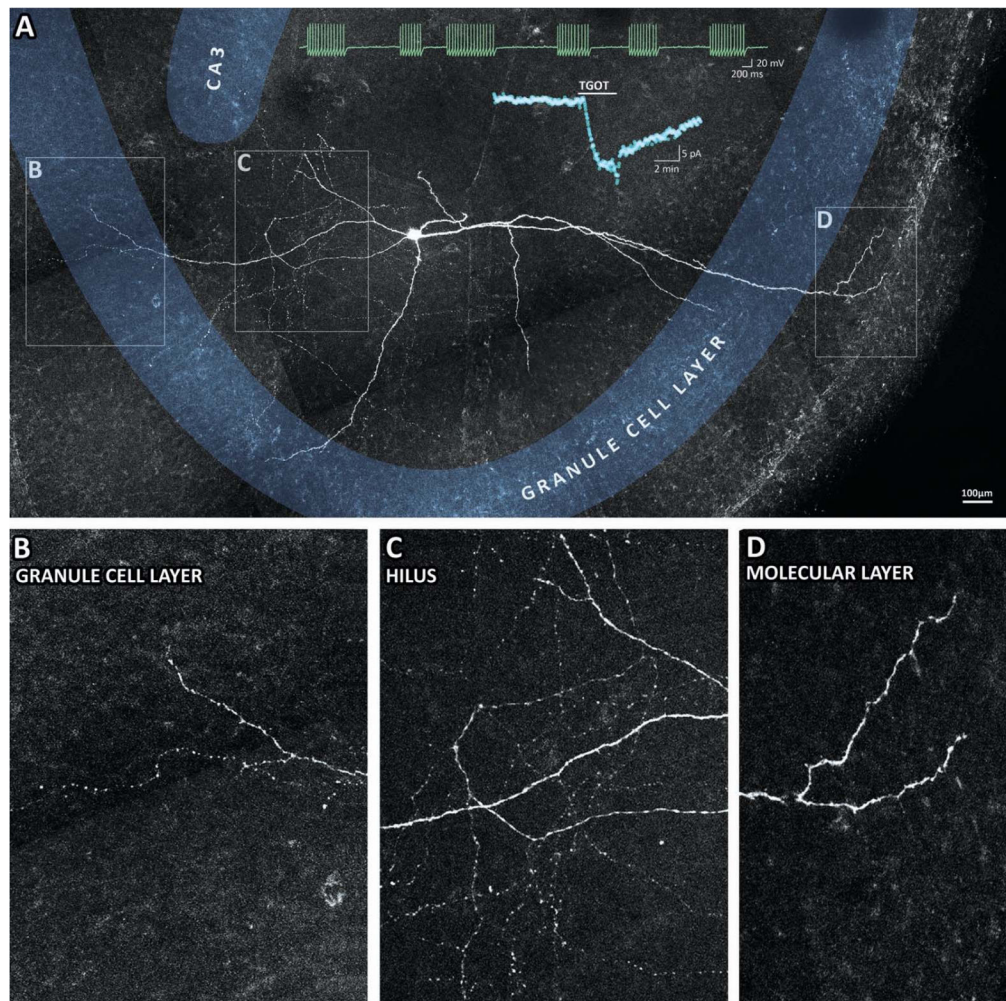 A
CA3
20 mV
200 ms
TGOT
5 pA
2 min
B
C
D
GRANULE CELL LAYER
100μm
B
GRANULE CELL LAYER
C
HILUS
D
MOLECULAR LAYER